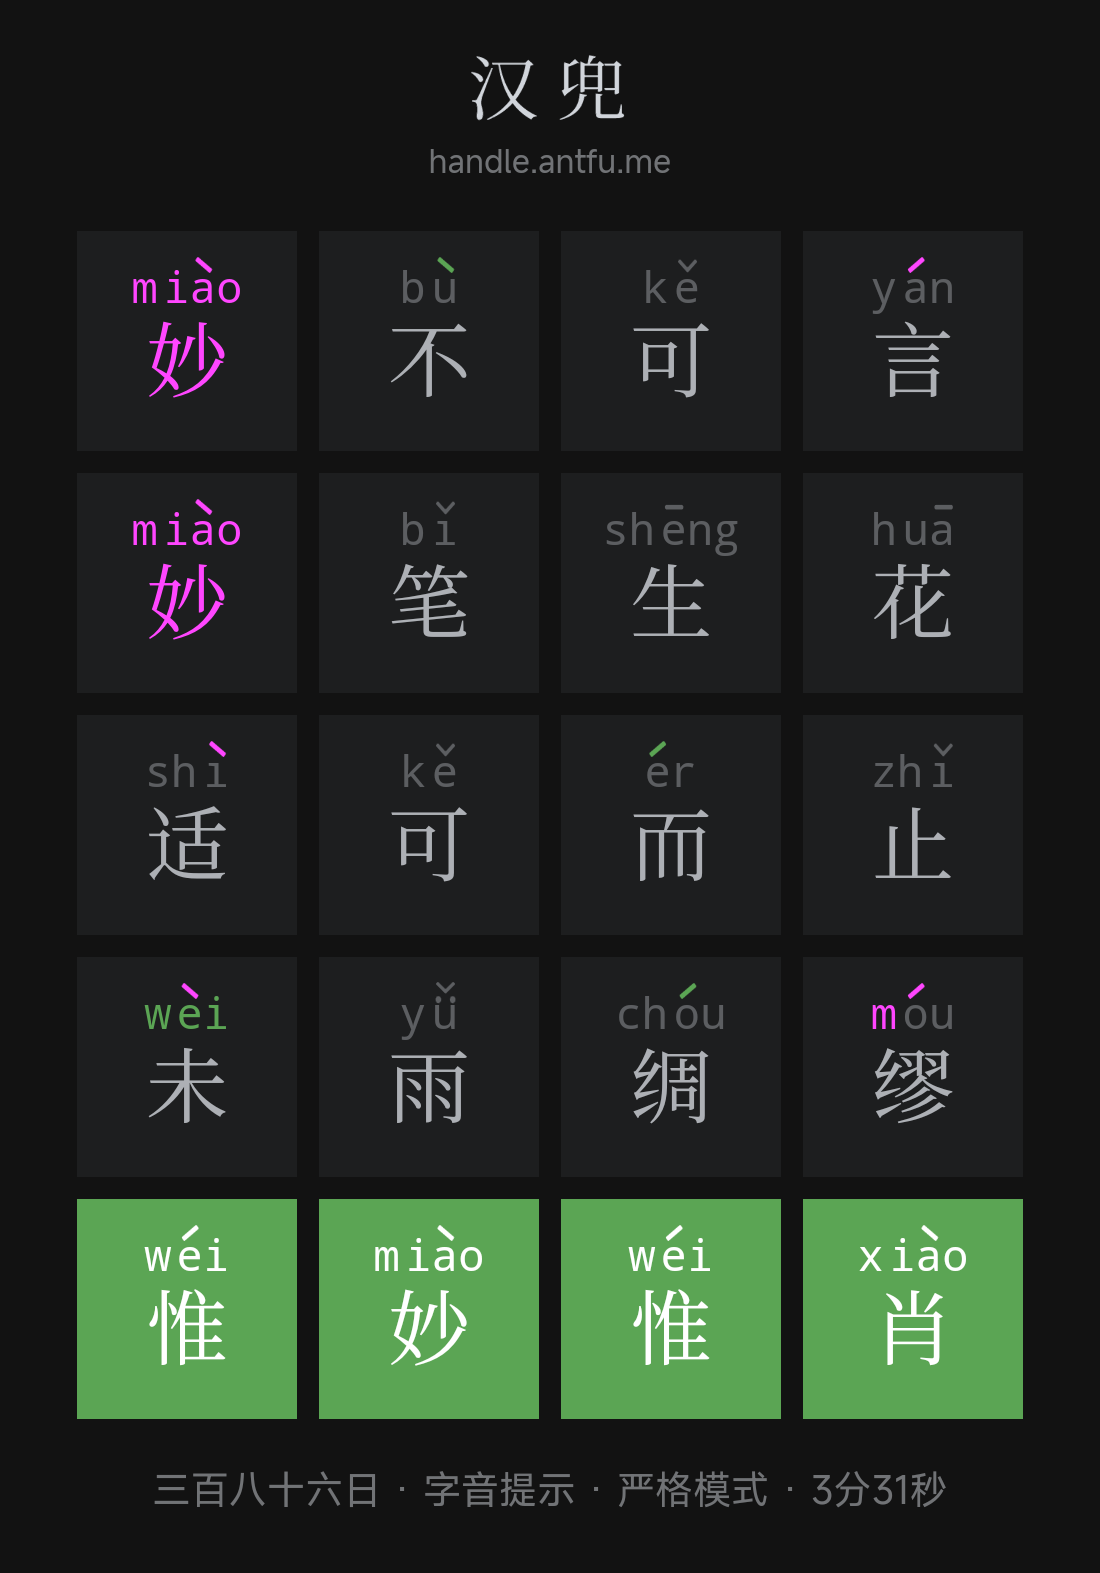 汉兜
handle.antfu.me
miào bù kě yán
妙 不 可 言
miào bǐ shēng huā
妙 笔 生 花
shì kě ér zhǐ
适 可 而 止
wèi yǚ chóu móu
未 雨 绸 缪
wéi miào wéi xiào
惟 妙 惟 肖
三百八十六日 · 字音提示 · 严格模式 · 3分31秒